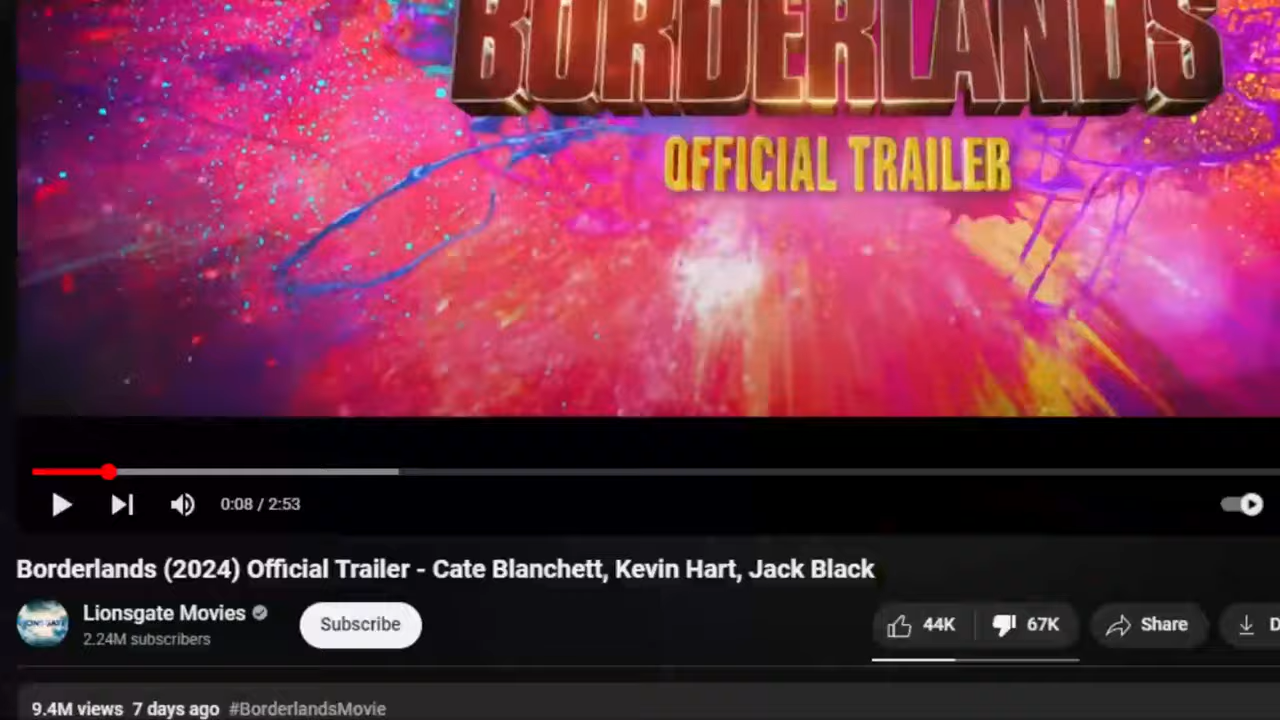 BORDERLANDS
OFFICIAL TRAILER
0:08 / 2:53
Borderlands (2024) Official Trailer - Cate Blanchett, Kevin Hart, Jack Black
Lionsgate Movies
2.24M subscribers
Subscribe
44K
67K
Share
D
9.4M views 7 days ago #BorderlandsMovie